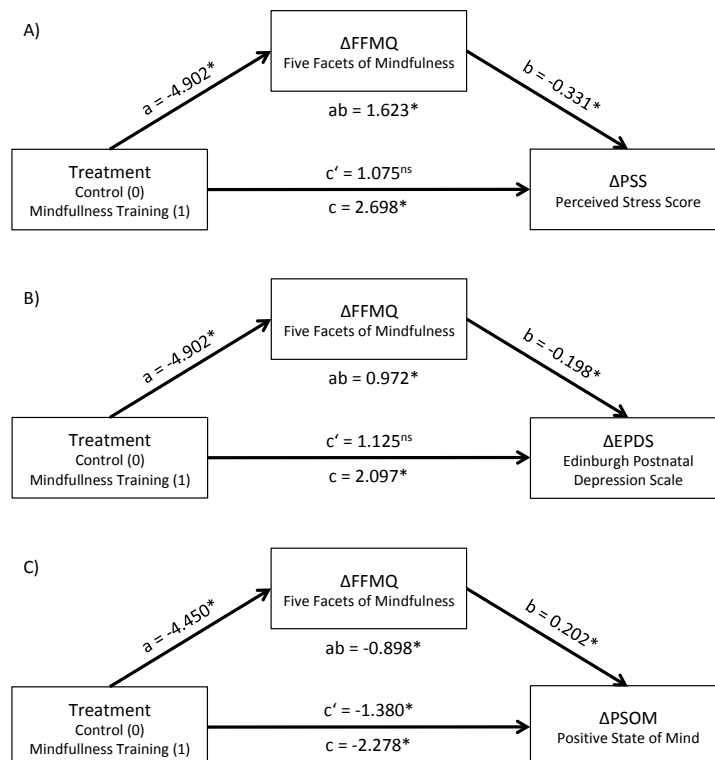 A)
ΔFFMQ
Five Facets of Mindfulness
a = -4.902*
b = -0.331*
ab = 1.623*
Treatment
Control (0)
Mindfullness Training (1)
c‘ = 1.075ns
c = 2.698*
ΔPSS
Perceived Stress Score
B)
ΔFFMQ
Five Facets of Mindfulness
a = -4.902*
b = -0.198*
ab = 0.972*
Treatment
Control (0)
Mindfullness Training (1)
c‘ = 1.125ns
c = 2.097*
ΔEPDS
Edinburgh Postnatal
Depression Scale
C)
ΔFFMQ
Five Facets of Mindfulness
a = -4.450*
b = 0.202*
ab = -0.898*
Treatment
Control (0)
Mindfullness Training (1)
c‘ = -1.380*
c = -2.278*
ΔPSOM
Positive State of Mind